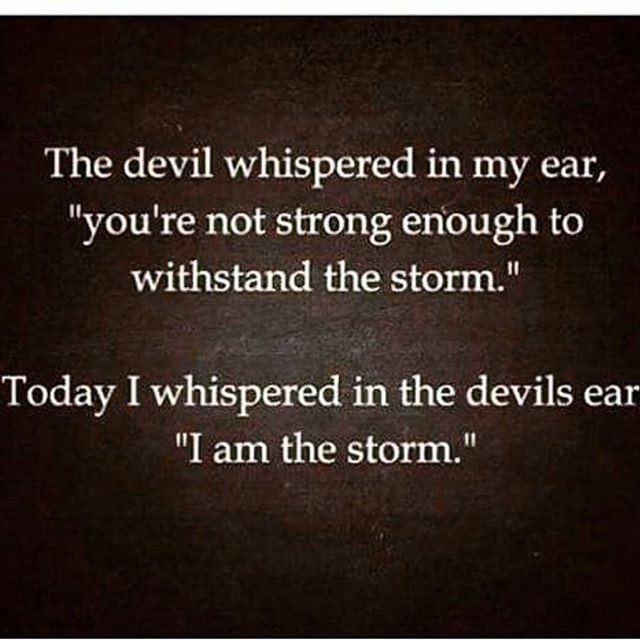 The devil whispered in my ear,
"you're not strong enough to
withstand the storm."
Today I whispered in the devils ear
"I am the storm."